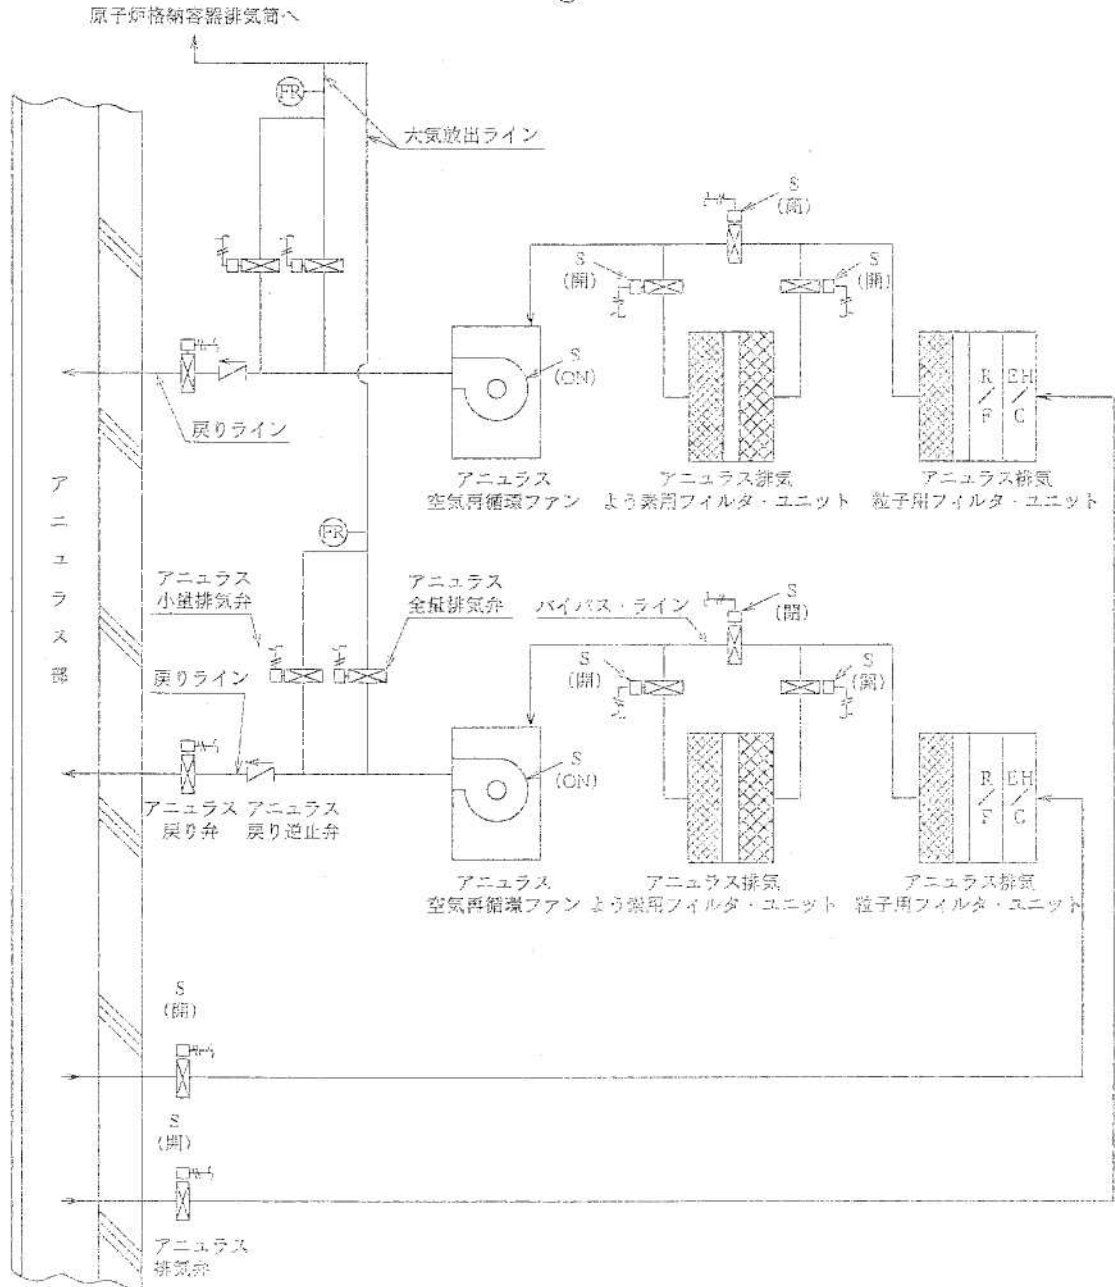 原子炉格納容器排気筒へ
FR
大気放出ライン
S
(閉)
S
(開)
S
(開)
S
(ON)
R/F
EH/C
戻りライン
アニュラス
空気再循環ファン
アニュラス排気
よう素用フィルタ・ユニット
アニュラス排気
粒子用フィルタ・ユニット
アニュラス部
FR
アニュラス
小量排気弁
アニュラス
全量排気弁
バイパス・ライン
S
(閉)
S
(開)
S
(開)
戻りライン
S
(ON)
R/F
EH/C
アニュラス
戻り弁
アニュラス
戻り逆止弁
アニュラス
空気再循環ファン
アニュラス排気
よう素用フィルタ・ユニット
アニュラス排気
粒子用フィルタ・ユニット
S
(開)
S
(開)
アニュラス
排気弁